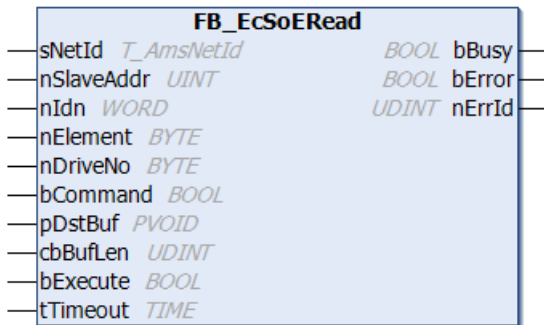 FB_EcSoERead
sNetId T_AmsNetId BOOL bBusy
nSlaveAddr UINT BOOL bError
nIdn WORD UDINT nErrId
nElement BYTE
nDriveNo BYTE
bCommand BOOL
pDstBuf PVOID
cbBufLen UDINT
bExecute BOOL
tTimeout TIME